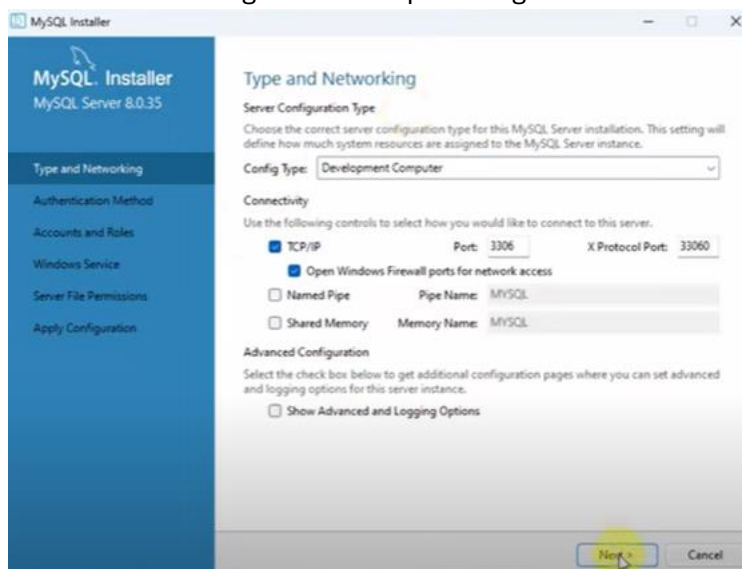 MySQL Installer
MySQL. Installer
MySQL Server 8.0.35
Type and Networking
Authentication Method
Accounts and Roles
Windows Service
Server File Permissions
Apply Configuration
Type and Networking
Server Configuration Type
Choose the correct server configuration type for this MySQL Server installation. This setting will
define how much system resources are assigned to the MySQL Server instance.
Config Type: Development Computer
Connectivity
Use the following controls to select how you would like to connect to this server.
TCP/IP Port: 3306 X Protocol Port: 33060
Open Windows Firewall ports for network access
Named Pipe Pipe Name: MYSQL
Shared Memory Memory Name: MYSQL
Advanced Configuration
Select the check box below to get additional configuration pages where you can set advanced
and logging options for this server instance.
Show Advanced and Logging Options
Next > Cancel